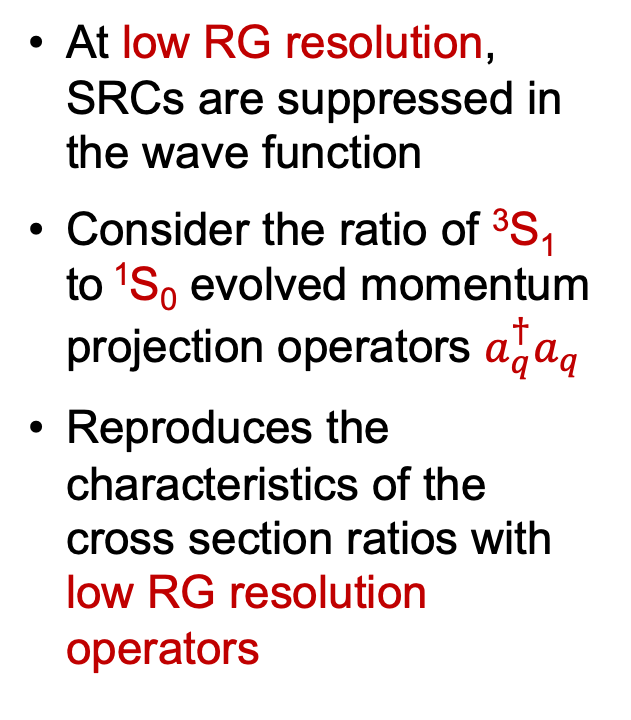 • At low RG resolution,
SRCs are suppressed in
the wave function
• Consider the ratio of ³S₁
to ¹S₀ evolved momentum
projection operators a†qaq
• Reproduces the
characteristics of the
cross section ratios with
low RG resolution
operators